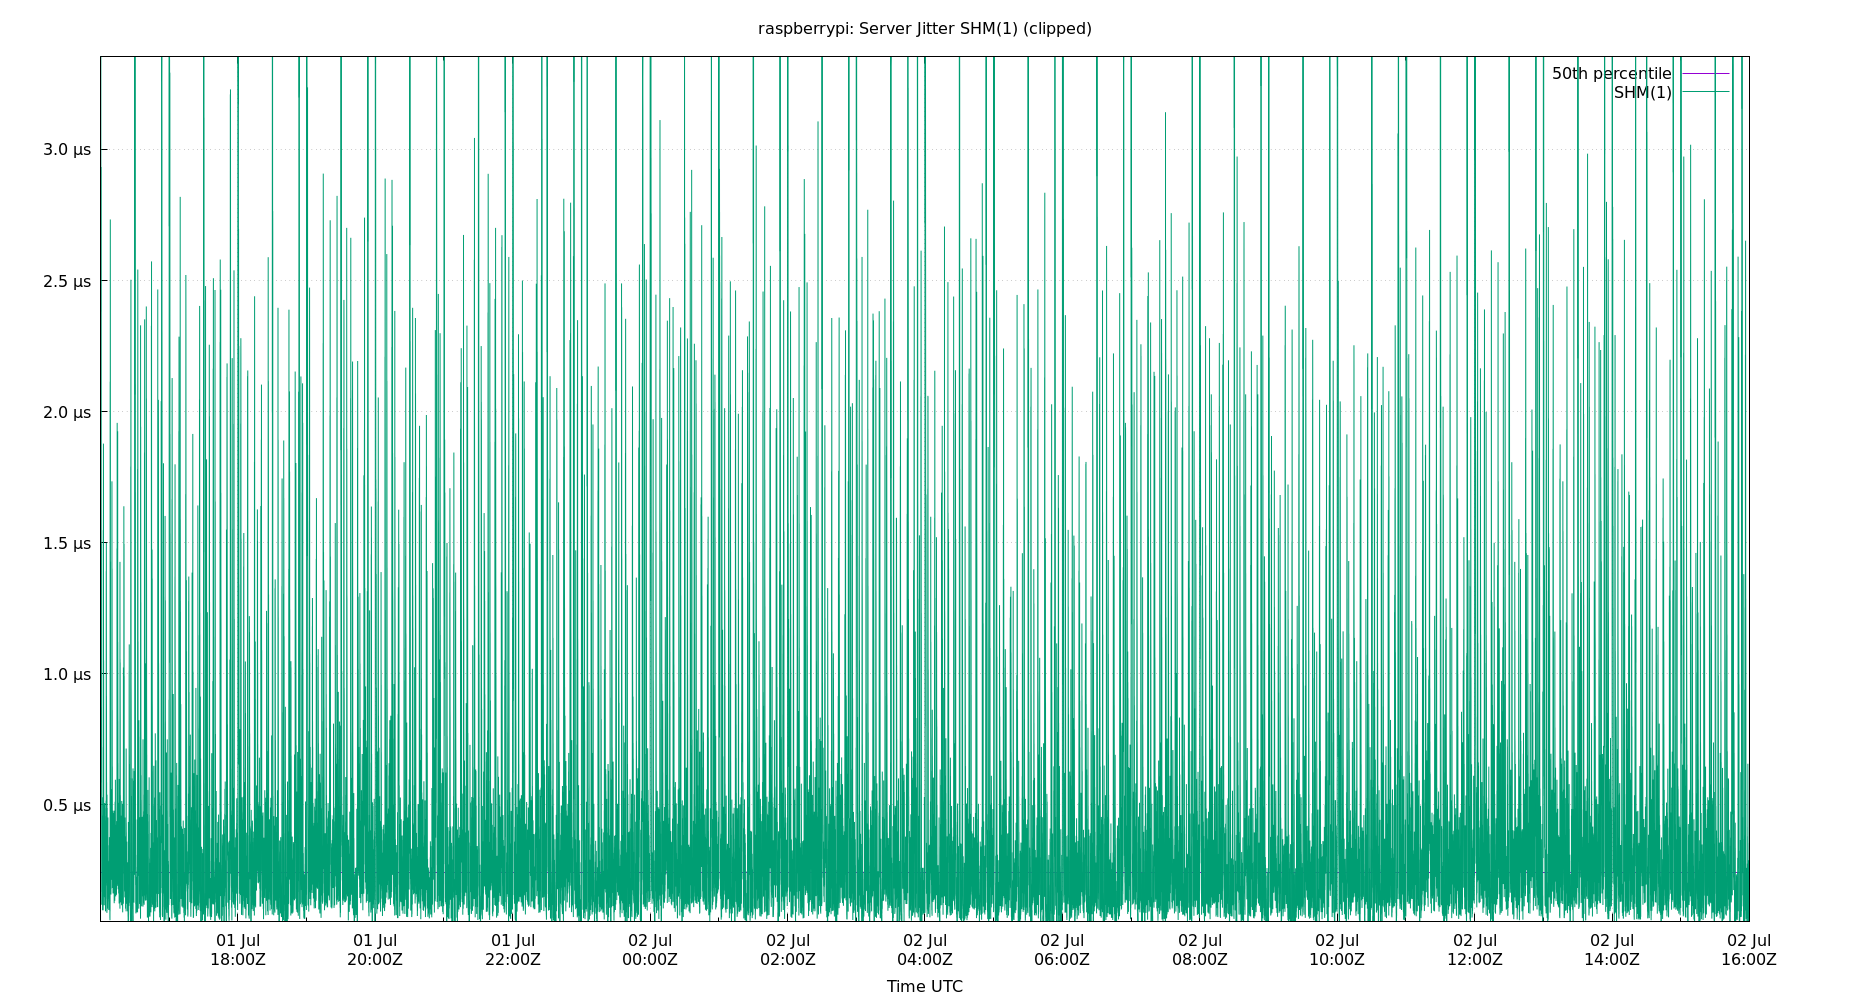 raspberrypi: Server Jitter SHM(1) (clipped)
50th percentile
SHM(1)
3.0 µs
2.5 µs
2.0 µs
1.5 µs
1.0 µs
0.5 µs
01 Jul 01 Jul 01 Jul 02 Jul 02 Jul 02 Jul 02 Jul 02 Jul 02 Jul 02 Jul 02 Jul 02 Jul
18:00Z 20:00Z 22:00Z 00:00Z 02:00Z 04:00Z 06:00Z 08:00Z 10:00Z 12:00Z 14:00Z 16:00Z
Time UTC